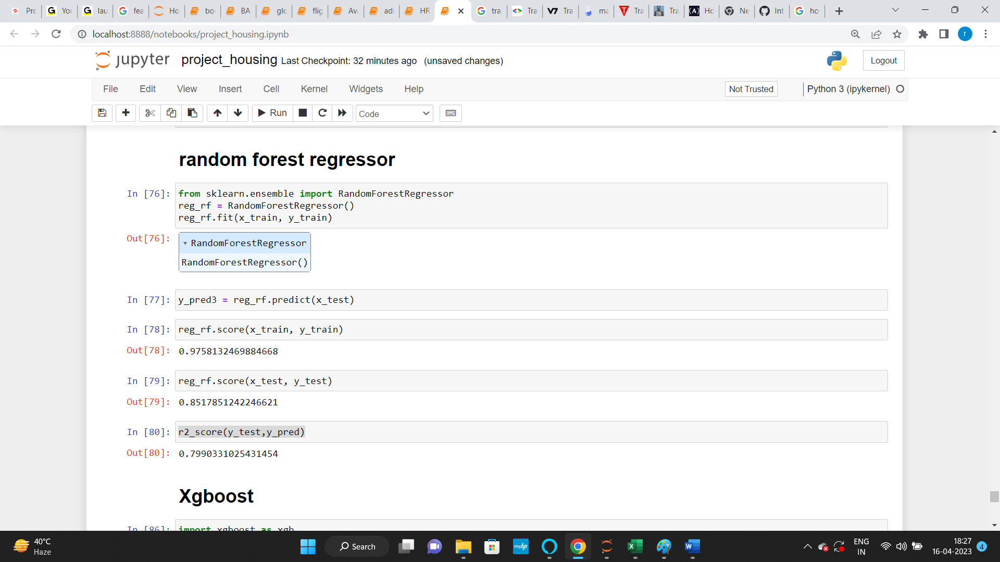 Pro
You
lau
fea
Ho
bo
BA
glo
flig
Av
ad
HR
tra
Tra
V7 Tra
ma
Tra
Tra
Ho
Ne
Int
ho
localhost:8888/notebooks/project_housing.ipynb
r
jupyter project_housing Last Checkpoint: 32 minutes ago (unsaved changes)
Logout
File Edit View Insert Cell Kernel Widgets Help
Not Trusted
Python 3 (ipykernel)
Run
Code
random forest regressor
In [76]: from sklearn.ensemble import RandomForestRegressor
reg_rf = RandomForestRegressor()
reg_rf.fit(x_train, y_train)
Out[76]: RandomForestRegressor
RandomForestRegressor()
In [77]: y_pred3 = reg_rf.predict(x_test)
In [78]: reg_rf.score(x_train, y_train)
Out[78]: 0.9758132469884668
In [79]: reg_rf.score(x_test, y_test)
Out[79]: 0.8517851242246621
In [80]: r2_score(y_test,y_pred)
Out[80]: 0.7990331025431454
Xgboost
In [86]: import xgboost as xgb
40°C
Haze
Search
myhp
ENG
IN
18:27
16-04-2023
4